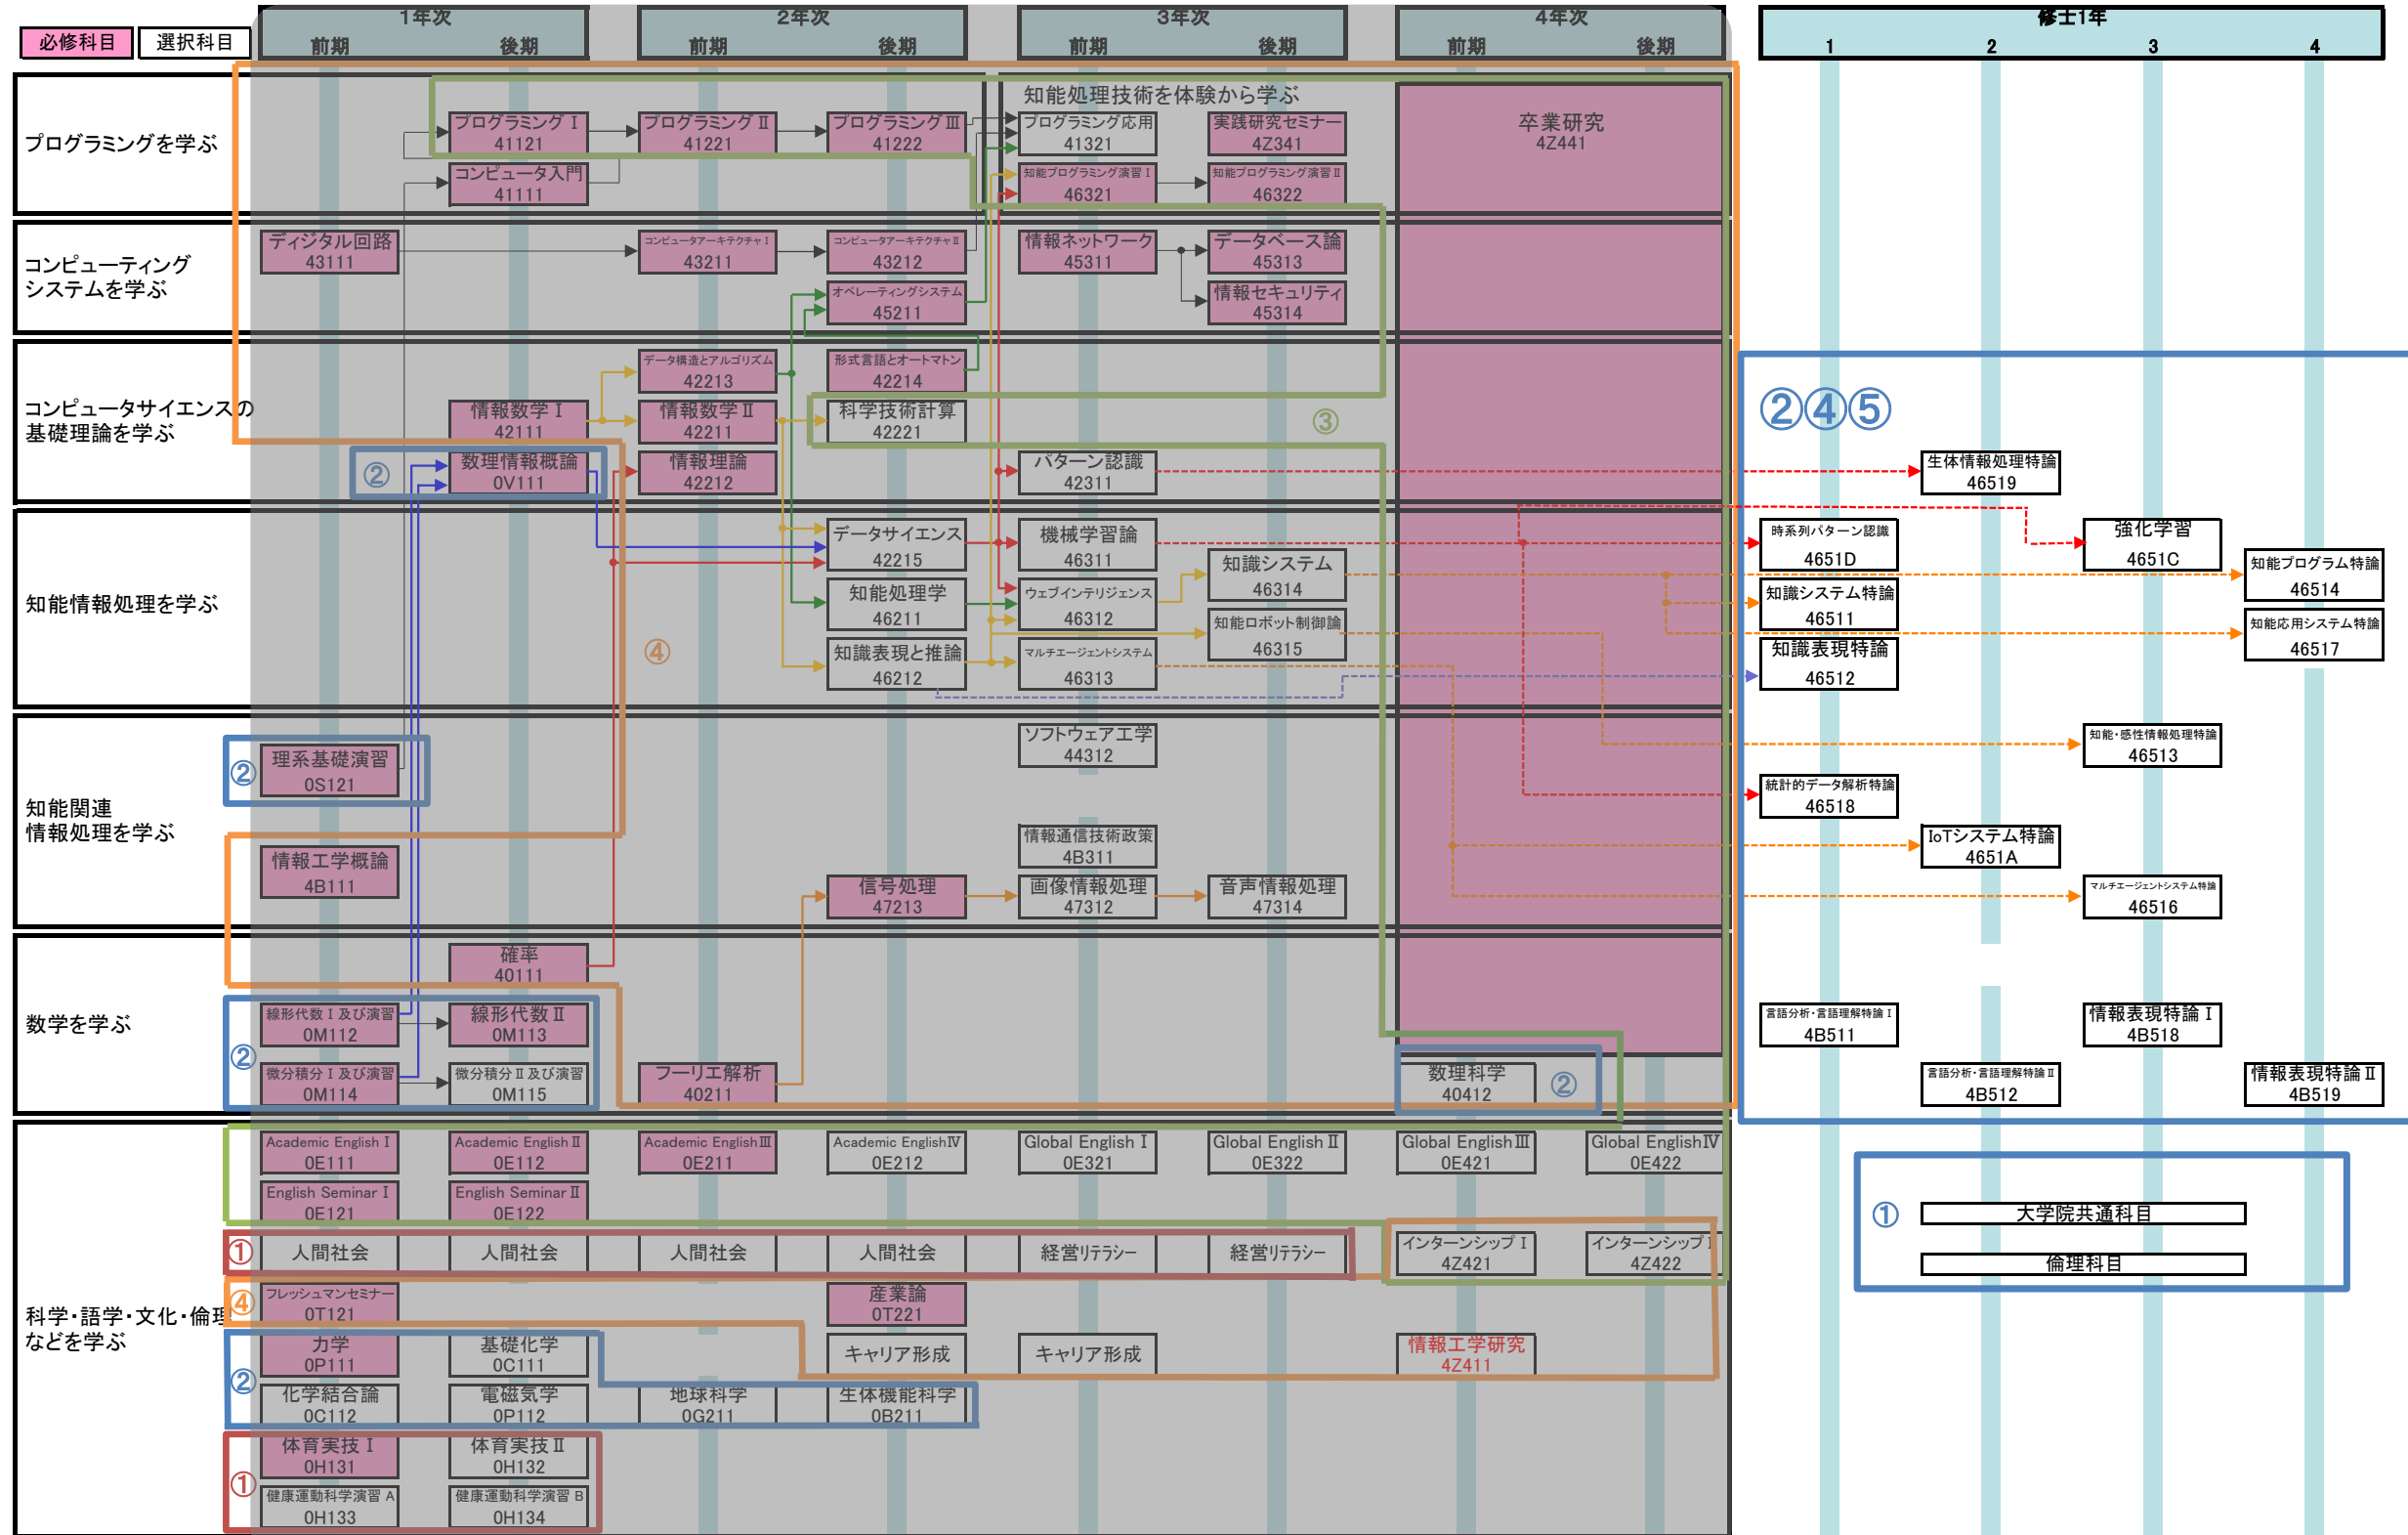 必修科目
選択科目
1年次
前期
後期
2年次
前期
後期
3年次
前期
後期
4年次
前期
後期
修士1年
1
2
3
4
プログラミングを学ぶ
知能処理技術を体験から学ぶ
プログラミングⅠ
41121
プログラミングⅡ
41221
プログラミングⅢ
41222
プログラミング応用
41321
実践研究セミナー
4Z341
卒業研究
4Z441
コンピュータ入門
41111
知能プログラミング演習Ⅰ
46321
知能プログラミング演習Ⅱ
46322
コンピューティング
システムを学ぶ
ディジタル回路
43111
コンピュータアーキテクチャⅠ
43211
コンピュータアーキテクチャⅡ
43212
情報ネットワーク
45311
データベース論
45313
オペレーティングシステム
45211
情報セキュリティ
45314
コンピュータサイエンスの
基礎理論を学ぶ
データ構造とアルゴリズム
42213
形式言語とオートマトン
42214
情報数学Ⅰ
42111
情報数学Ⅱ
42211
科学技術計算
42221
③
②④⑤
②
数理情報概論
0V111
情報理論
42212
パターン認識
42311
生体情報処理特論
46519
知能情報処理を学ぶ
データサイエンス
42215
機械学習論
46311
知識システム
46314
時系列パターン認識
4651D
強化学習
4651C
知能プログラム特論
46514
知能処理学
46211
ウェブインテリジェンス
46312
知能ロボット制御論
46315
知識システム特論
46511
知能応用システム特論
46517
④
知識表現と推論
46212
マルチエージェントシステム
46313
知識表現特論
46512
知能関連
情報処理を学ぶ
②
理系基礎演習
0S121
ソフトウェア工学
44312
知能・感性情報処理特論
46513
統計的データ解析特論
46518
情報工学概論
4B111
情報通信技術政策
4B311
IoTシステム特論
4651A
信号処理
47213
画像情報処理
47312
音声情報処理
47314
マルチエージェントシステム特論
46516
数学を学ぶ
確率
40111
②
線形代数Ⅰ及び演習
0M112
線形代数Ⅱ
0M113
言語分析・言語理解特論Ⅰ
4B511
情報表現特論Ⅰ
4B518
微分積分Ⅰ及び演習
0M114
微分積分Ⅱ及び演習
0M115
フーリエ解析
40211
数理科学
40412
②
言語分析・言語理解特論Ⅱ
4B512
情報表現特論Ⅱ
4B519
科学・語学・文化・倫理
などを学ぶ
Academic EnglishⅠ
0E111
Academic EnglishⅡ
0E112
Academic EnglishⅢ
0E211
Academic EnglishⅣ
0E212
Global EnglishⅠ
0E321
Global EnglishⅡ
0E322
Global EnglishⅢ
0E421
Global EnglishⅣ
0E422
English SeminarⅠ
0E121
English SeminarⅡ
0E122
①
人間社会
人間社会
人間社会
人間社会
経営リテラシー
経営リテラシー
インターンシップⅠ
4Z421
インターンシップⅠ
4Z422
①
大学院共通科目
倫理科目
④
フレッシュマンセミナー
0T121
産業論
0T221
②
力学
0P111
基礎化学
0C111
キャリア形成
キャリア形成
情報工学研究
4Z411
化学結合論
0C112
電磁気学
0P112
地球科学
0G211
生体機能科学
0B211
①
体育実技Ⅰ
0H131
体育実技Ⅱ
0H132
健康運動科学演習A
0H133
健康運動科学演習B
0H134